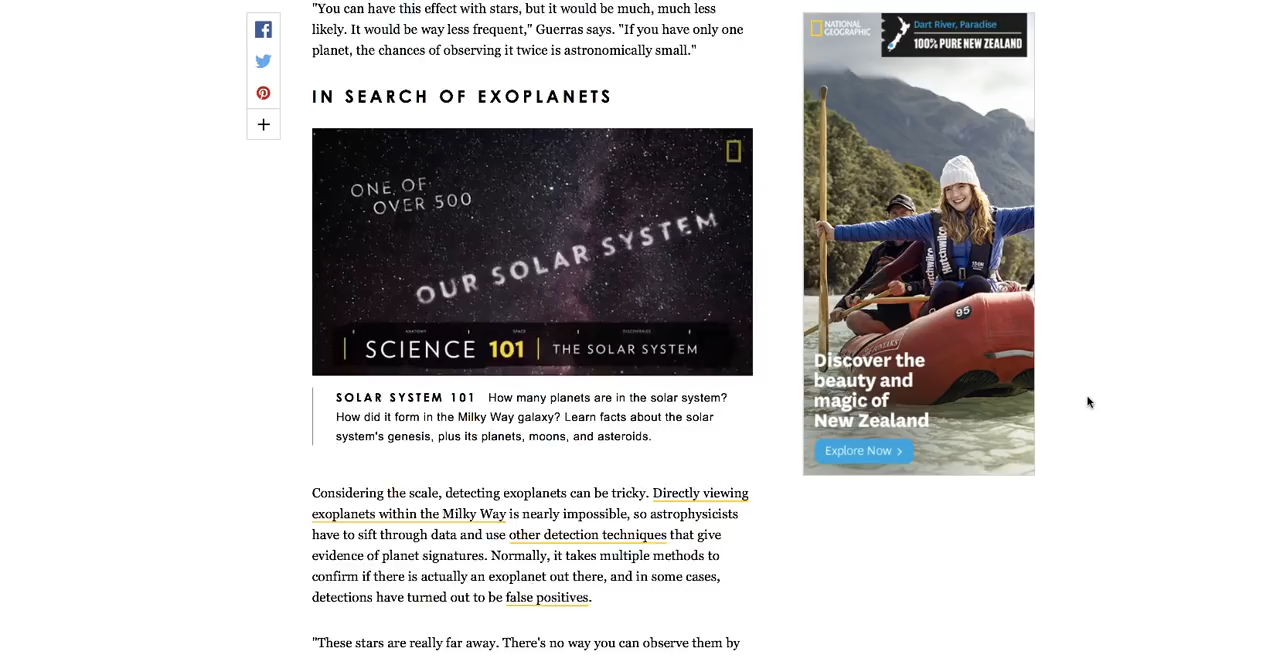 "You can have this effect with stars, but it would be much, much less
likely. It would be way less frequent," Guerras says. "If you have only one
planet, the chances of observing it twice is astronomically small."
IN SEARCH OF EXOPLANETS
ONE OF
OVER 500
OUR SOLAR SYSTEM
ANATOMY SPACE DISCOVERIES
SCIENCE 101 THE SOLAR SYSTEM
SOLAR SYSTEM 101 How many planets are in the solar system?
How did it form in the Milky Way galaxy? Learn facts about the solar
system's genesis, plus its planets, moons, and asteroids.
Considering the scale, detecting exoplanets can be tricky. Directly viewing
exoplanets within the Milky Way is nearly impossible, so astrophysicists
have to sift through data and use other detection techniques that give
evidence of planet signatures. Normally, it takes multiple methods to
confirm if there is actually an exoplanet out there, and in some cases,
detections have turned out to be false positives.
"These stars are really far away. There's no way you can observe them by
NATIONAL
GEOGRAPHIC
Dart River, Paradise
100% PURE NEW ZEALAND
Hutchwilco
Hutchwilco
95
Discover the
beauty and
magic of
New Zealand
Explore Now >